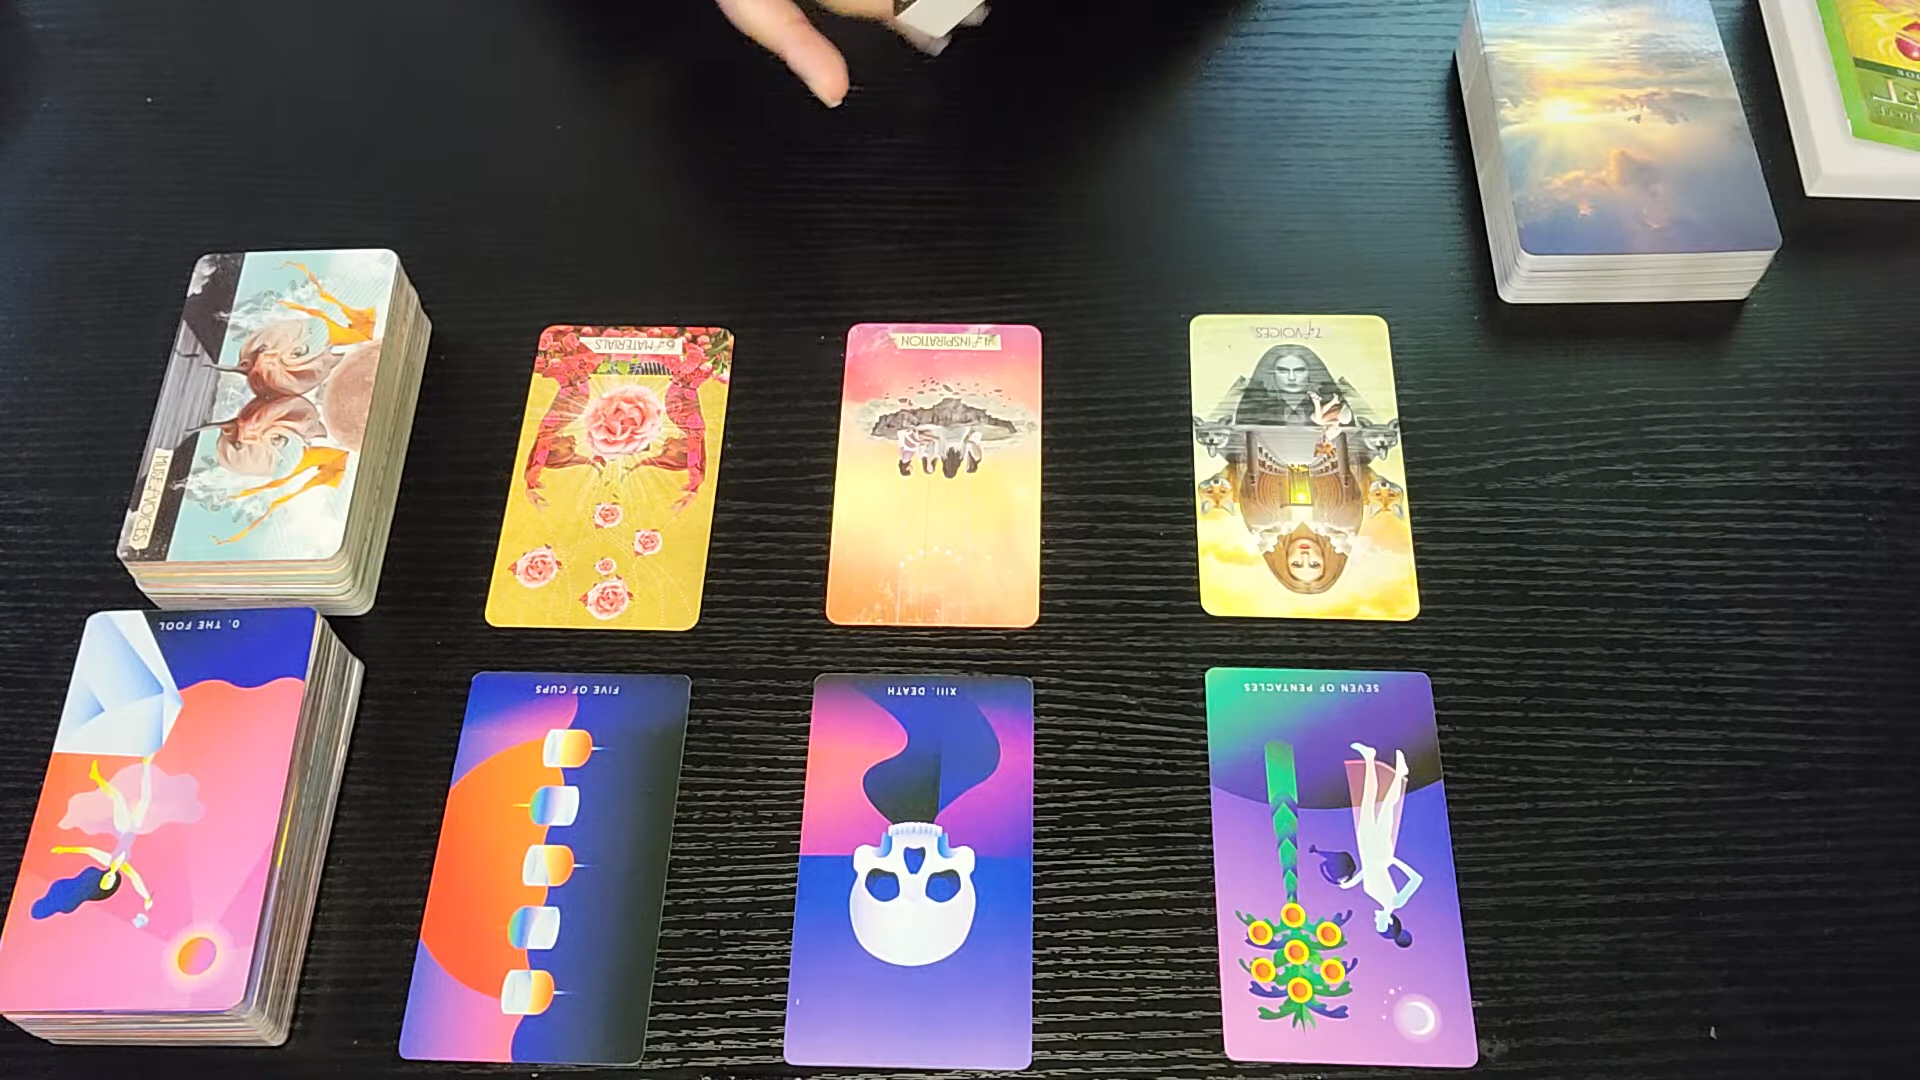 6 of MATERIALS
4 of INSPIRATION
7 of VOICES
MUSE of VOICES
0. THE FOOL
FIVE OF CUPS
XIII. DEATH
SEVEN OF PENTACLES